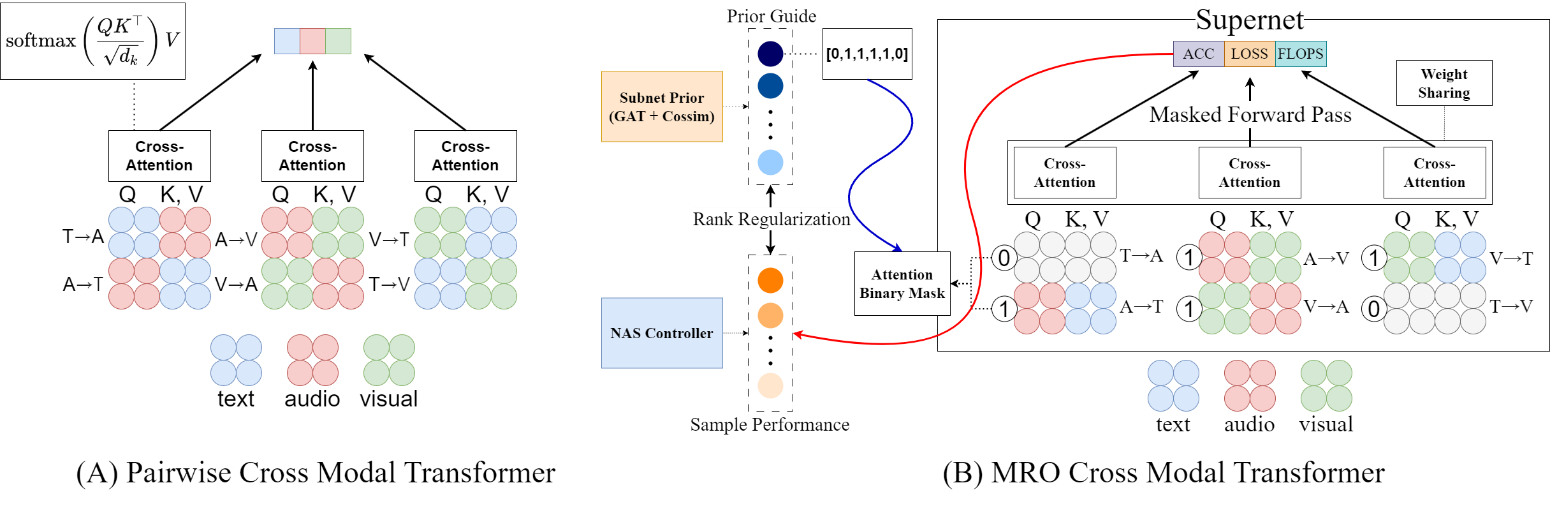 softmax (QK⊤ / √d_k) V
Cross-
Attention
Cross-
Attention
Cross-
Attention
Q K, V
Q K, V
Q K, V
T→A
A→T
A→V
V→A
V→T
T→V
text
audio
visual
(A) Pairwise Cross Modal Transformer
Prior Guide
[0,1,1,1,1,0]
Subnet Prior
(GAT + Cossim)
Rank Regularization
NAS Controller
Sample Performance
Attention
Binary Mask
Supernet
ACC LOSS FLOPS
Weight
Sharing
Masked Forward Pass
Cross-
Attention
Cross-
Attention
Cross-
Attention
Q K, V
Q K, V
Q K, V
0 T→A
1 A→T
1 A→V
1 V→A
1 V→T
0 T→V
text
audio
visual
(B) MRO Cross Modal Transformer